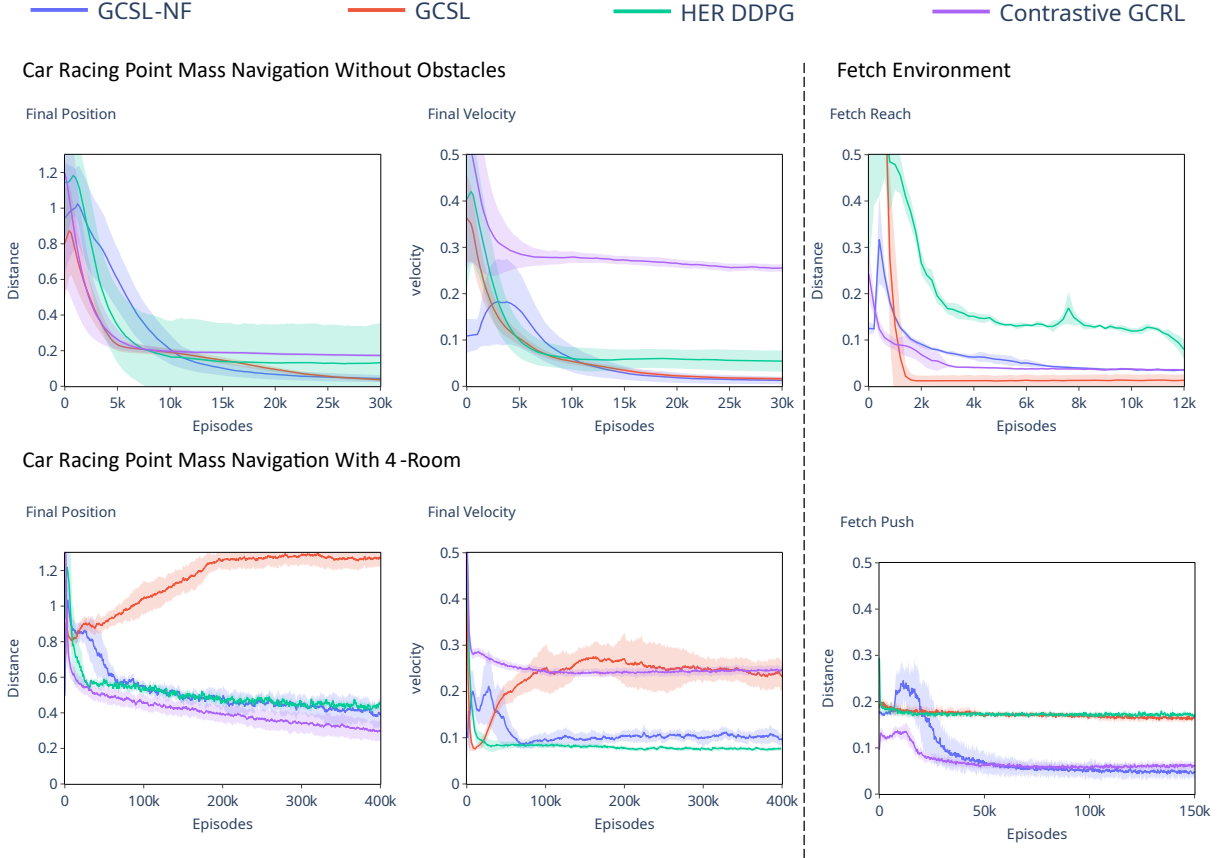 GCSL-NF GCSL HER DDPG Contrastive GCRL
Car Racing Point Mass Navigation Without Obstacles
Fetch Environment
Final Position
Final Velocity
Fetch Reach
1.2
1
0.8
0.6
0.4
0.2
0
Distance
0 5k 10k 15k 20k 25k 30k
Episodes
0.5
0.4
0.3
0.2
0.1
0
velocity
0 5k 10k 15k 20k 25k 30k
Episodes
0.5
0.4
0.3
0.2
0.1
0
Distance
0 2k 4k 6k 8k 10k 12k
Episodes
Car Racing Point Mass Navigation With 4-Room
Final Position
Final Velocity
Fetch Push
1.2
1
0.8
0.6
0.4
0.2
0
Distance
0 100k 200k 300k 400k
Episodes
0.5
0.4
0.3
0.2
0.1
0
velocity
0 100k 200k 300k 400k
Episodes
0.5
0.4
0.3
0.2
0.1
0
Distance
0 50k 100k 150k
Episodes